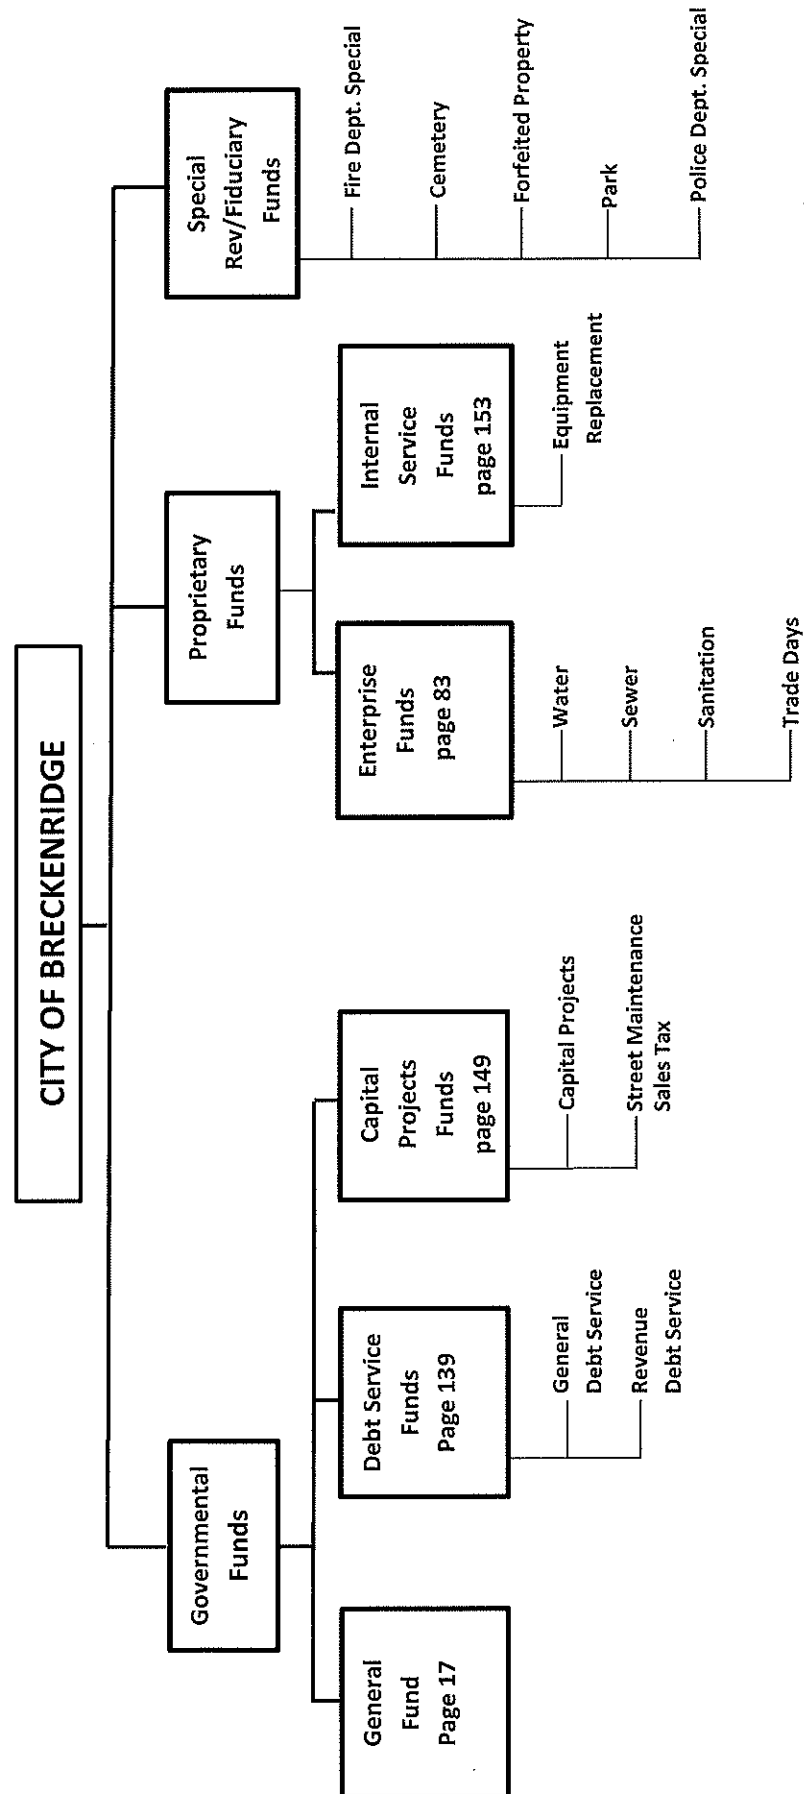 CITY OF BRECKENRIDGE
Governmental
Funds
Proprietary
Funds
Special
Rev/Fiduciary
Funds
General
Fund
Page 17
Debt Service
Funds
Page 139
Capital
Projects
Funds
page 149
Enterprise
Funds
page 83
Internal
Service
Funds
page 153
General
Debt Service
Revenue
Debt Service
Capital Projects
Street Maintenance
Sales Tax
Water
Sewer
Sanitation
Trade Days
Equipment
Replacement
Fire Dept. Special
Cemetery
Forfeited Property
Park
Police Dept. Special